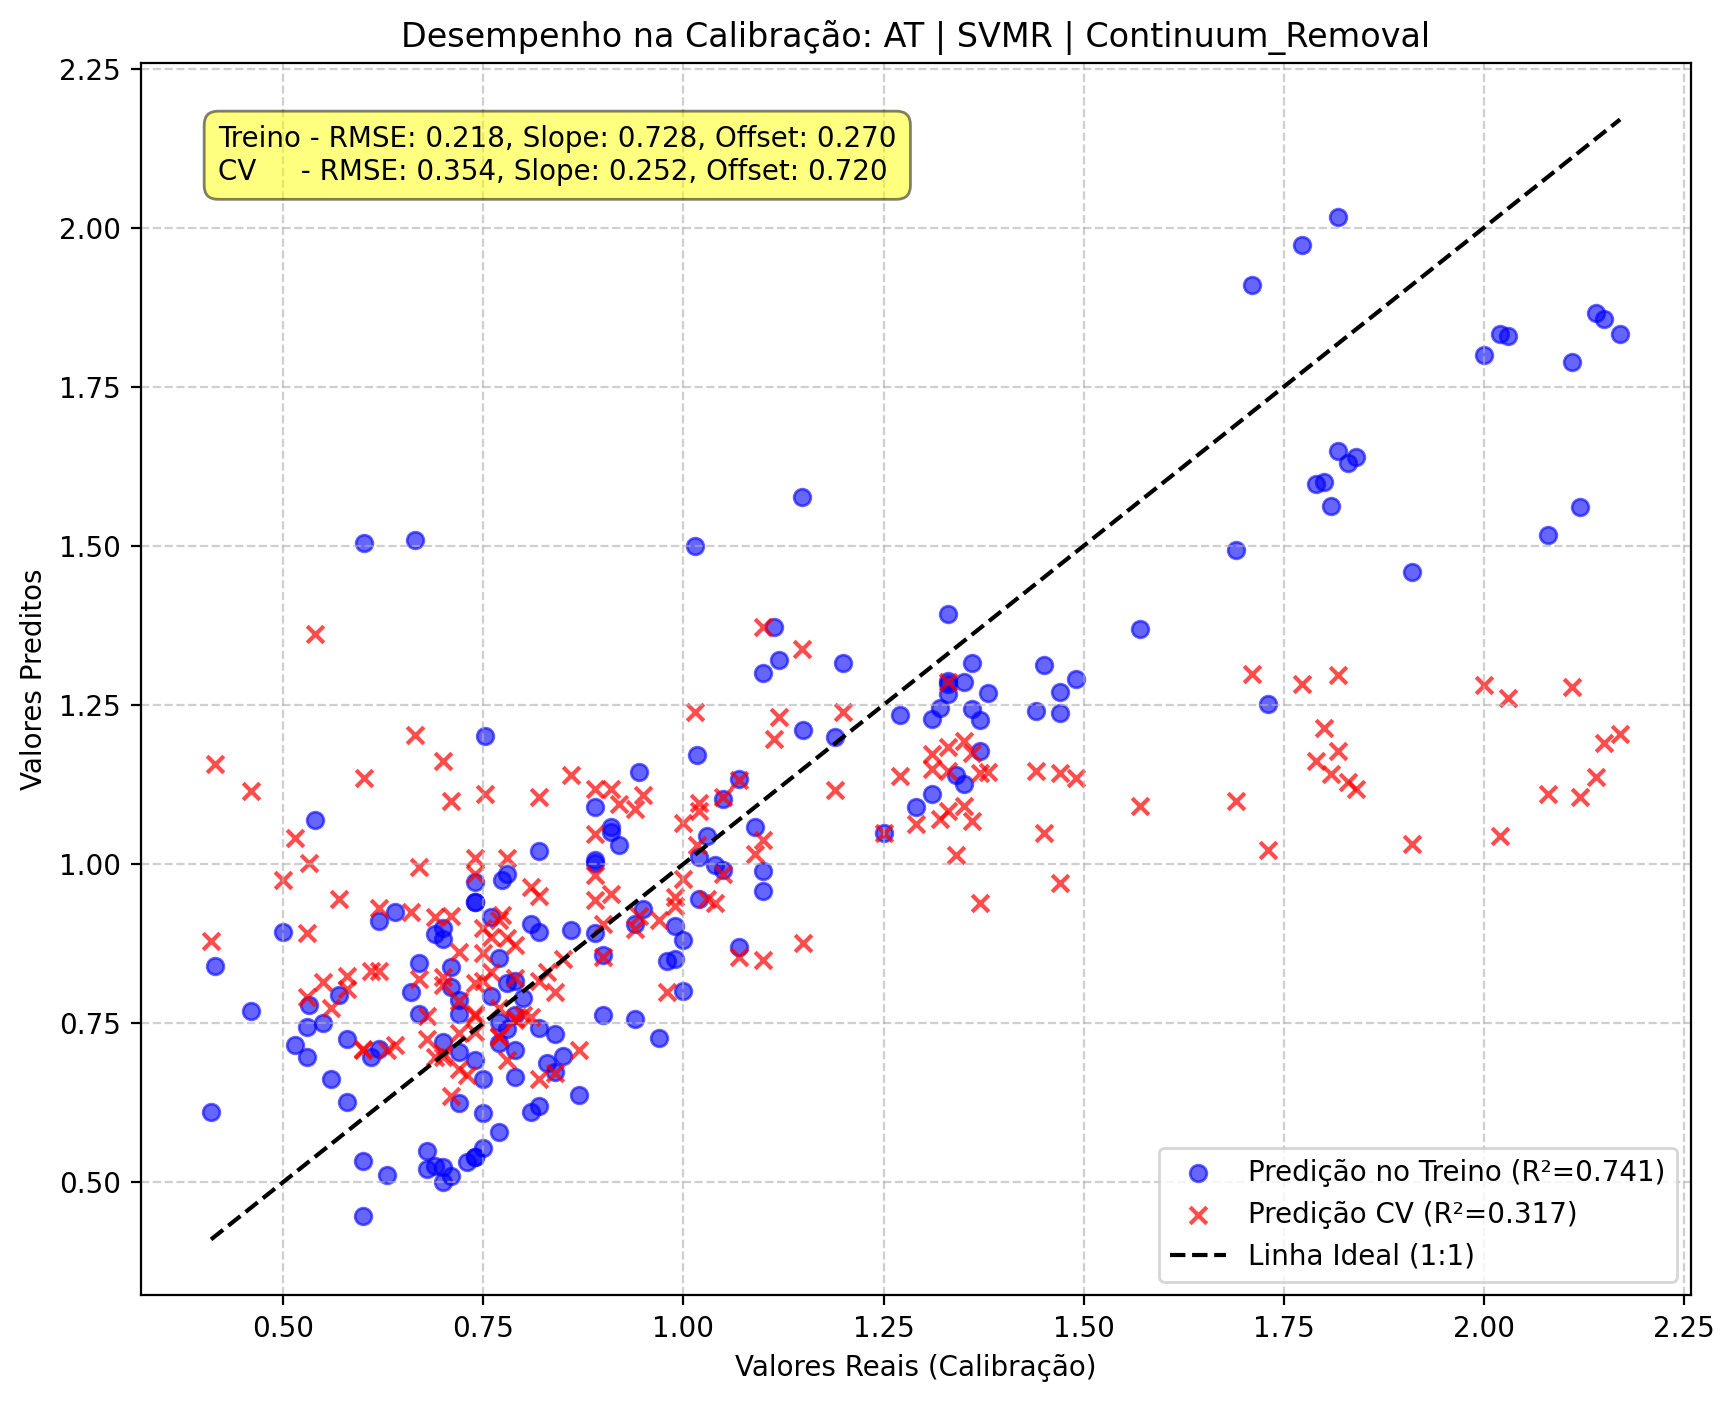 Desempenho na Calibração: AT | SVMR | Continuum_Removal
2.25
2.00
1.75
1.50
1.25
1.00
0.75
0.50
Valores Preditos
Treino - RMSE: 0.218, Slope: 0.728, Offset: 0.270
CV - RMSE: 0.354, Slope: 0.252, Offset: 0.720
Predição no Treino (R²=0.741)
Predição CV (R²=0.317)
Linha Ideal (1:1)
0.50 0.75 1.00 1.25 1.50 1.75 2.00 2.25
Valores Reais (Calibração)